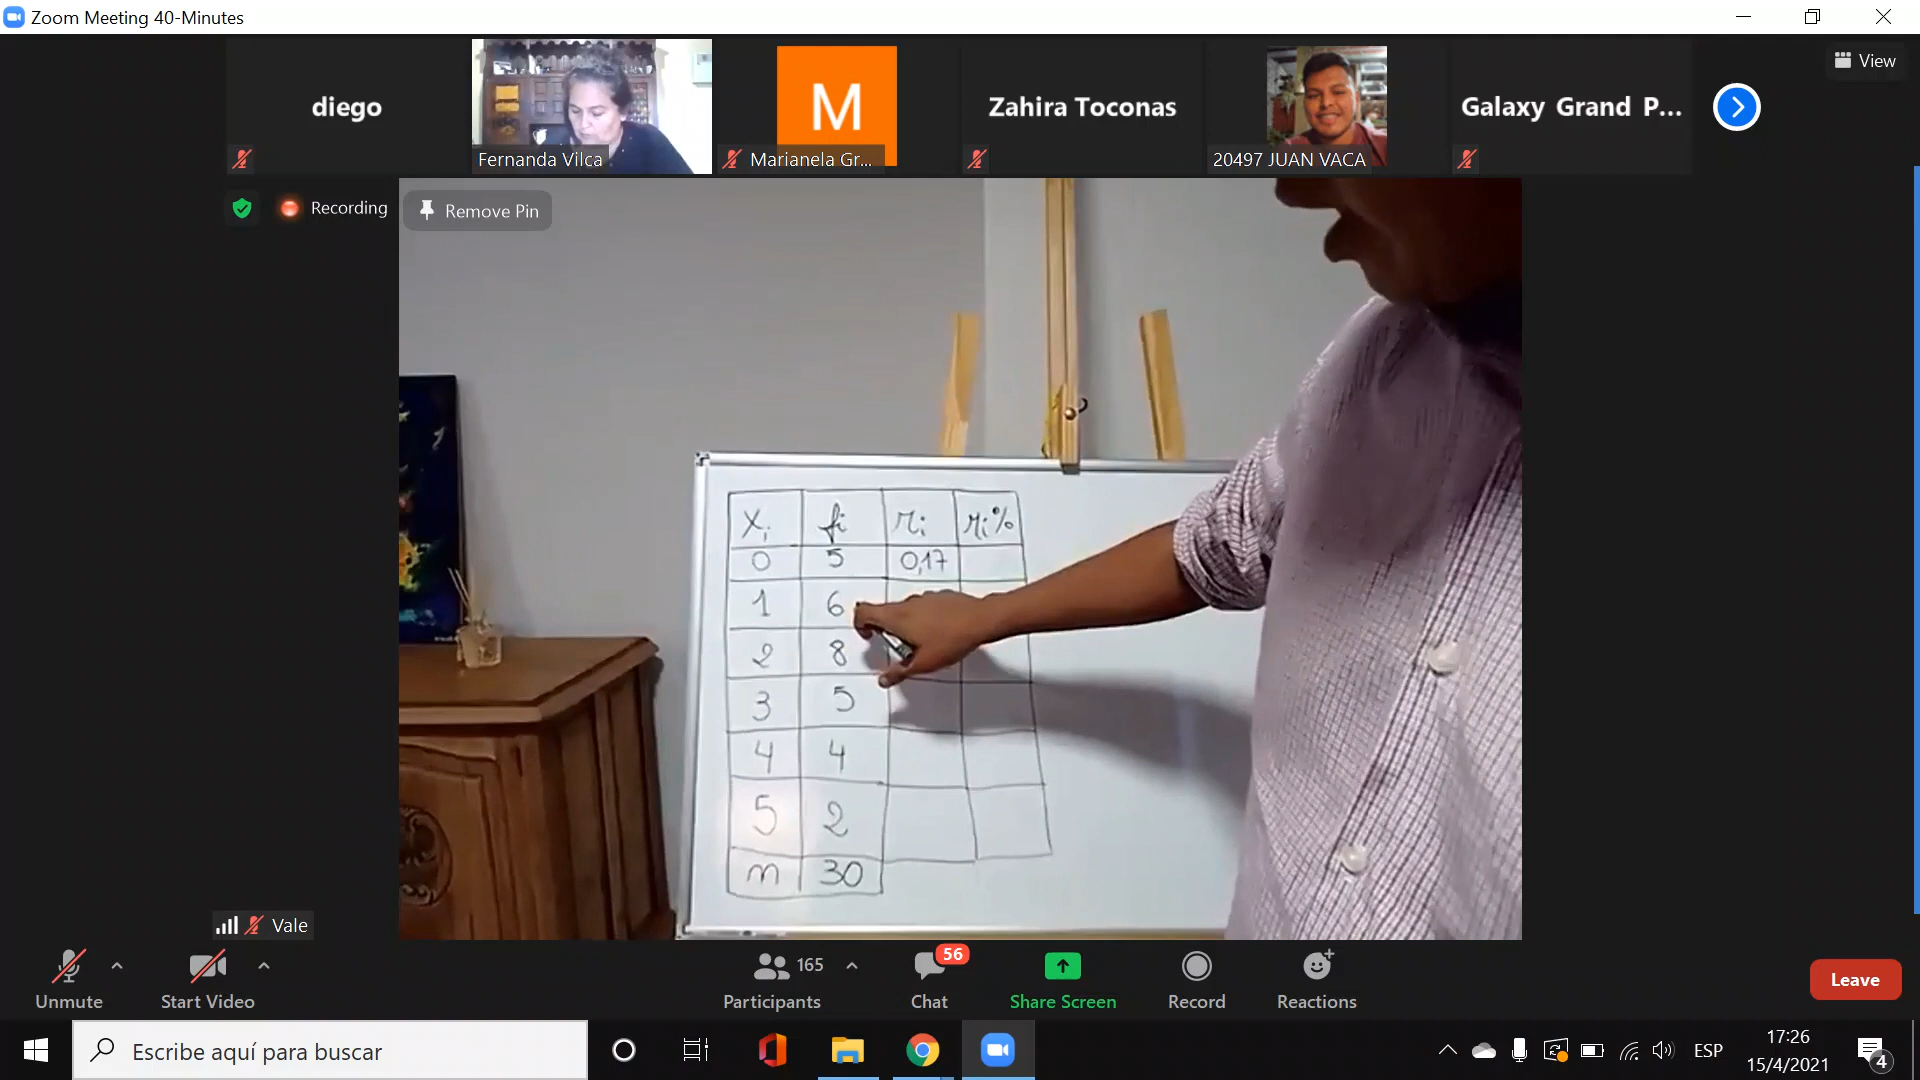 Zoom Meeting 40-Minutes
View
diego
Fernanda Vilca
M
Marianela Gr...
Zahira Toconas
20497 JUAN VACA
Galaxy Grand P...
Recording
Remove Pin
Xi fi ri ri%
0 5 0,17
1 6
2 8
3 5
4 4
5 2
n 30
Vale
Unmute
Start Video
165
Participants
56
Chat
Share Screen
Record
Reactions
Leave
Escribe aquí para buscar
ESP
17:26
15/4/2021
4